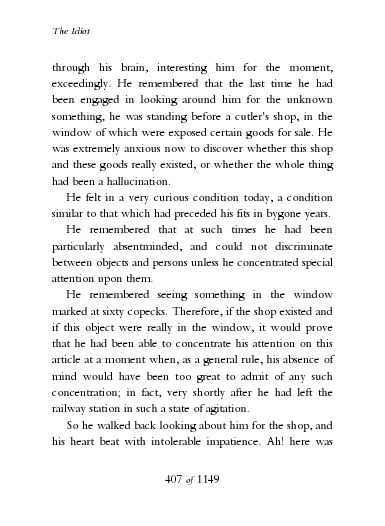 The Idiot
through his brain, interesting him for the moment,
exceedingly. He remembered that the last time he had
been engaged in looking around him for the unknown
something, he was standing before a cutler's shop, in the
window of which were exposed certain goods for sale. He
was extremely anxious now to discover whether this shop
and these goods really existed, or whether the whole thing
had been a hallucination.
He felt in a very curious condition today, a condition
similar to that which had preceded his fits in bygone years.
He remembered that at such times he had been
particularly absentminded, and could not discriminate
between objects and persons unless he concentrated special
attention upon them.
He remembered seeing something in the window
marked at sixty copecks. Therefore, if the shop existed and
if this object were really in the window, it would prove
that he had been able to concentrate his attention on this
article at a moment when, as a general rule, his absence of
mind would have been too great to admit of any such
concentration; in fact, very shortly after he had left the
railway station in such a state of agitation.
So he walked back looking about him for the shop, and
his heart beat with intolerable impatience. Ah! here was
407 of 1149